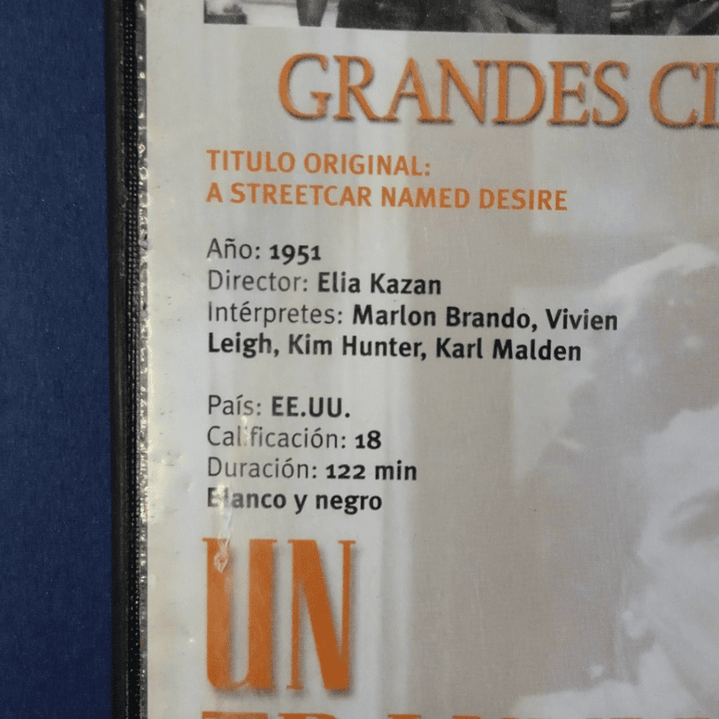 GRANDES CI
TITULO ORIGINAL:
A STREETCAR NAMED DESIRE
Año: 1951
Director: Elia Kazan
Intérpretes: Marlon Brando, Vivien
Leigh, Kim Hunter, Karl Malden
País: EE.UU.
Calificación: 18
Duración: 122 min
Blanco y negro
UN